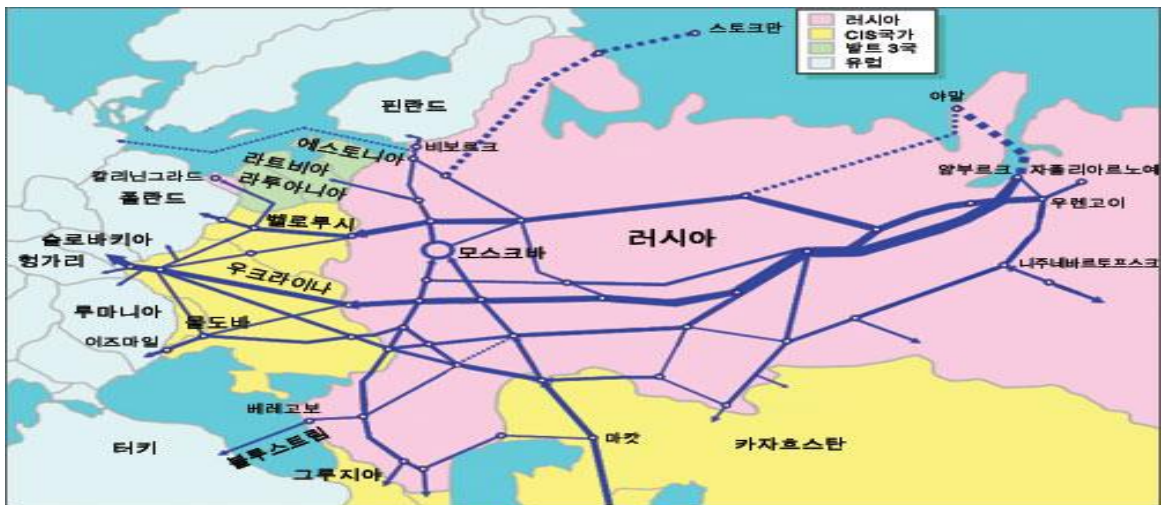 스토크만
러시아
CIS국가
발트 3국
유럽
핀란드
야말
비보르크
에스토니아
라트비아
라투아니아
칼리닌그라드
폴란드
암부르크
자폴리아르노예
우렌고이
벨로루시
슬로바키아
헝가리
모스크바
러시아
니주네바르토프스크
우크라이나
루마니아
몰도바
이즈마일
베레고보
블루스트림
터키
그루지아
마캇
카자흐스탄